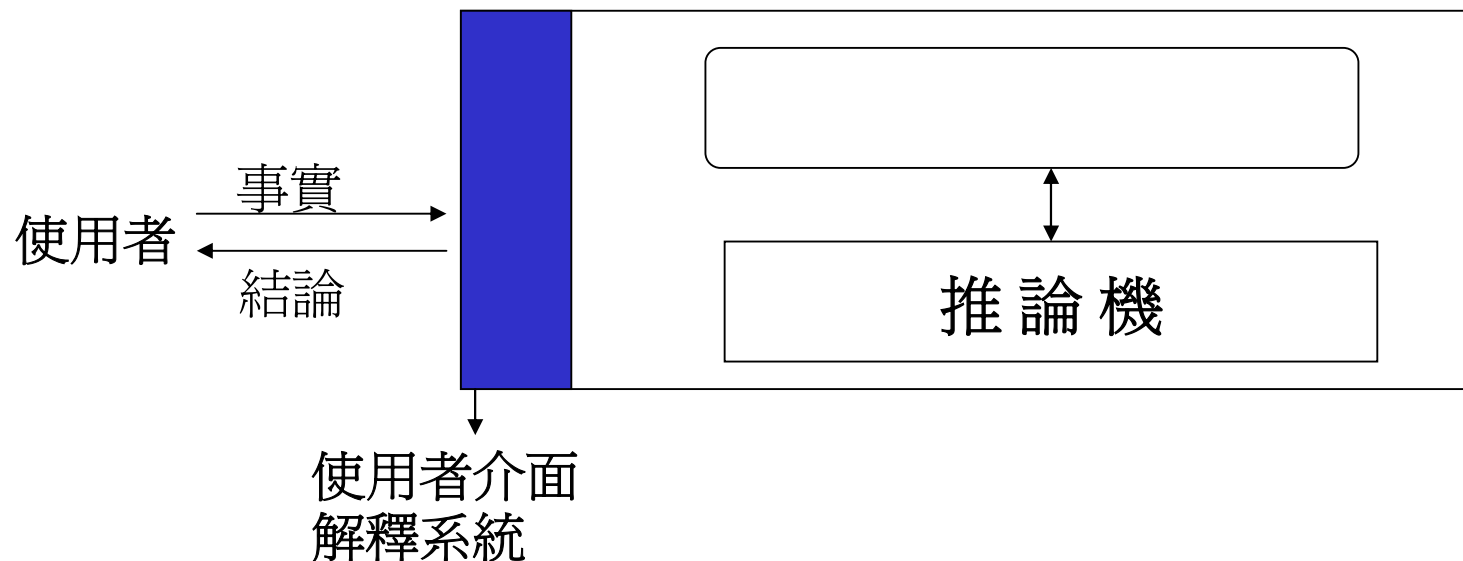 事實
使用者
結論
推 論 機
使用者介面
解釋系統